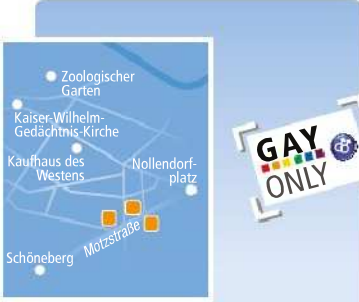 Zoologischer
Garten
Kaiser-Wilhelm-
Gedächtnis-Kirche
Kaufhaus des
Westens
Nollendorf-
platz
Motzstraße
Schöneberg
GAY
ONLY